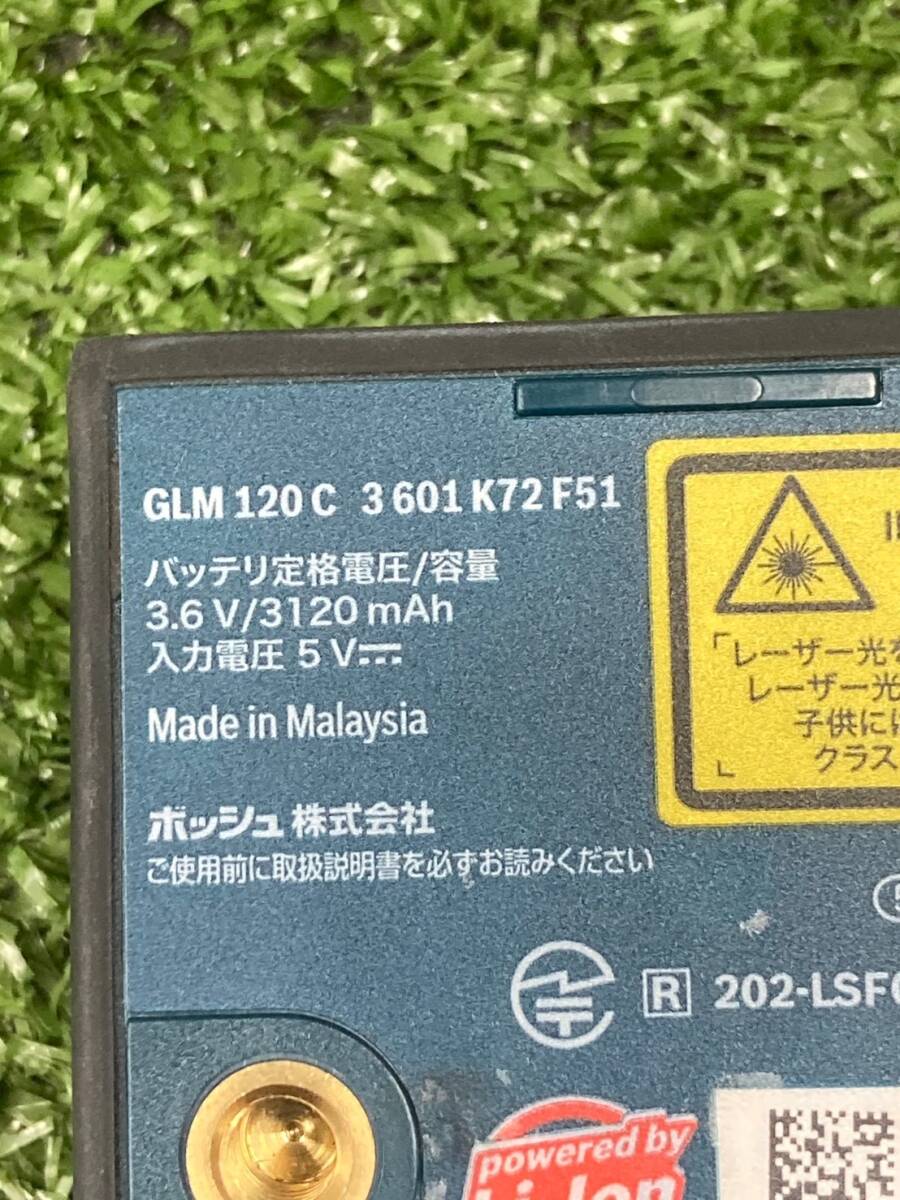 GLM 120 C 3 601 K72 F51
バッテリ定格電圧/容量
3.6 V/3120 mAh
入力電圧 5 V
Made in Malaysia
ボッシュ株式会社
ご使用前に取扱説明書を必ずお読みください
「レーザー光を
レーザー光
子供に
クラス
R 202-LSF
powered by
Li-Ion